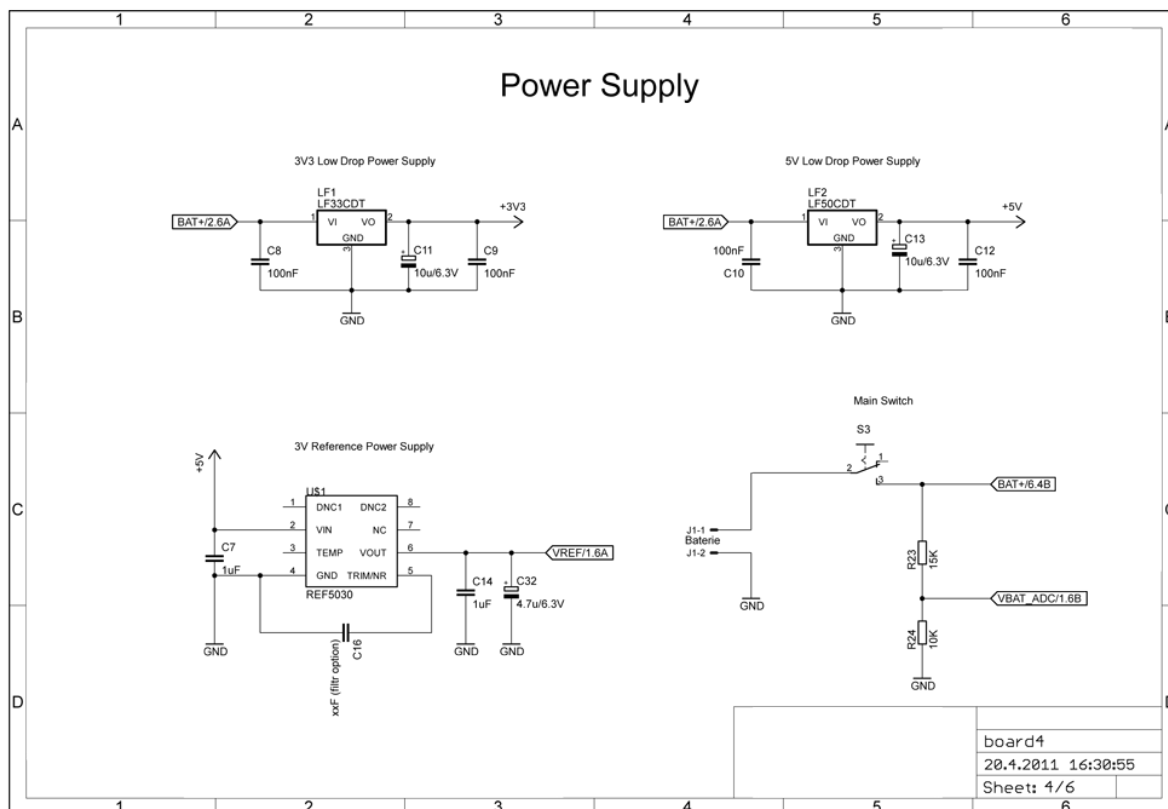 1 2 3 4 5 6
Power Supply
A
3V3 Low Drop Power Supply
LF1
LF33CDT
BAT+/2.6A
1 VI VO 2
GND
3
+3V3
C8
100nF
+
C11
10u/6.3V
C9
100nF
GND
5V Low Drop Power Supply
LF2
LF50CDT
BAT+/2.6A
1 VI VO 2
GND
3
+5V
100nF
C10
+
C13
10u/6.3V
C12
100nF
GND
B
3V Reference Power Supply
+5V
U$1
1 DNC1 DNC2 8
2 VIN NC 7
3 TEMP VOUT 6
4 GND TRIM/NR 5
REF5030
C7
1uF
VREF/1.6A
C14
1uF
+
C32
4.7u/6.3V
GND
C16
xxF (filtr option)
GND
GND
C
Main Switch
S3
2
1
3
BAT+/6.4B
J1-1
Baterie
J1-2
GND
R23
15K
VBAT_ADC/1.6B
R24
10K
GND
D
board4
20.4.2011 16:30:55
Sheet: 4/6
1 2 3 4 5 6